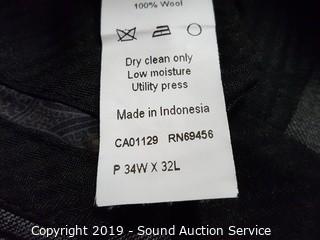 100% Wool
Dry clean only
Low moisture
Utility press
Made in Indonesia
CA01129 RN69456
P 34W X 32L
Copyright 2019 - Sound Auction Service